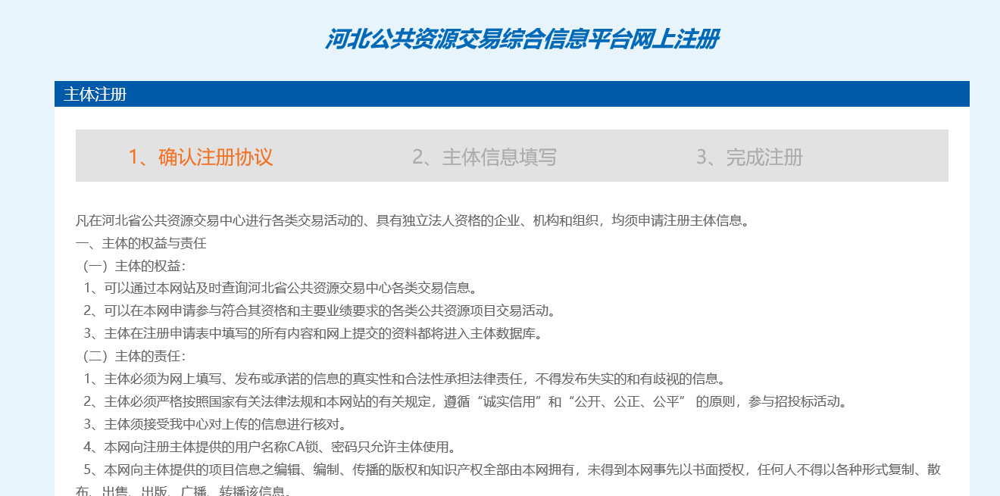 河北公共资源交易综合信息平台网上注册
主体注册
1、确认注册协议
2、主体信息填写
3、完成注册
凡在河北省公共资源交易中心进行各类交易活动的、具有独立法人资格的企业、机构和组织，均须申请注册主体信息。
一、主体的权益与责任
（一）主体的权益：
1、可以通过本网站及时查询河北省公共资源交易中心各类交易信息。
2、可以在本网申请参与符合其资格和主要业绩要求的各类公共资源项目交易活动。
3、主体在注册申请表中填写的所有内容和网上提交的资料都将进入主体数据库。
（二）主体的责任：
1、主体必须为网上填写、发布或承诺的信息的真实性和合法性承担法律责任，不得发布失实的和有歧视的信息。
2、主体必须严格按照国家有关法律法规和本网站的有关规定，遵循“诚实信用”和“公开、公正、公平” 的原则，参与招投标活动。
3、主体须接受我中心对上传的信息进行核对。
4、本网向注册主体提供的用户名称CA锁、密码只允许主体使用。
5、本网向主体提供的项目信息之编辑、编制、传播的版权和知识产权全部由本网拥有，未得到本网事先以书面授权，任何人不得以各种形式复制、散
布、出售、出版、广播、转播该信息。